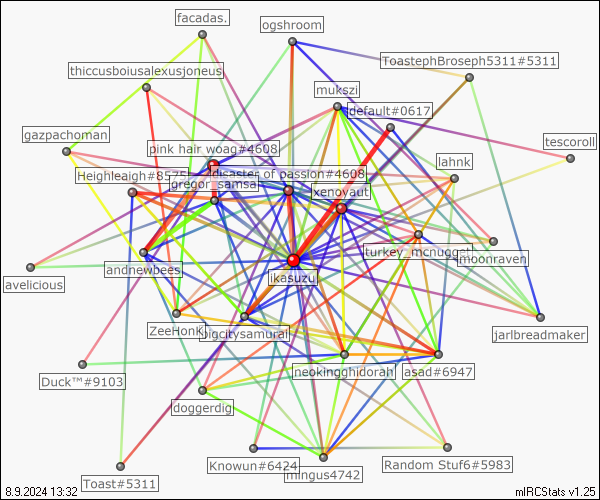 facadas.
ogshroom
ToastephBroseph5311#5311
thiccusboiusalexusjoneus
mukszi
default#0617
gazpachoman
pink hair woag#4608
tescoroll
lahnk
Heighleaigh#8575
disaster of passion#4608
gregor_samsa
xenoyaut
turkey_mcnugget
moonraven
andnewbees
ikasuzu
avelicious
ZeeHonk
bigcitysamurai
jarlbreadmaker
neokingghidorah
asad#6947
Duck™#9103
doggerdig
Knowun#6424
Random Stuf6#5983
mingus4742
Toast#5311
8.9.2024 13:32
mIRCStats v1.25